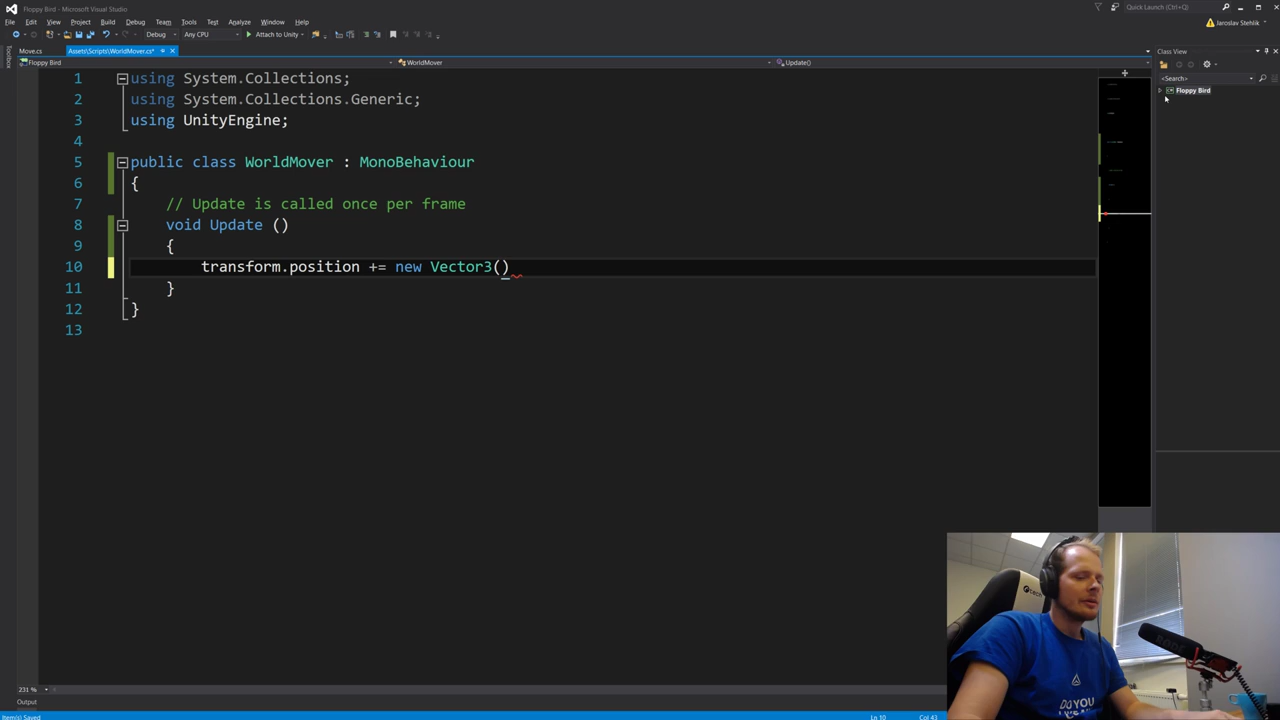 Floppy Bird - Microsoft Visual Studio
Quick Launch (Ctrl+Q)
File Edit View Project Build Debug Team Tools Test Analyze Window Help
Jaroslav Stehlik
Debug Any CPU Attach to Unity
Toolbox
Move.cs Assets\Scripts\WorldMover.cs*
Class View
Floppy Bird WorldMover Update()
<Search>
Floppy Bird
1 using System.Collections;
2 using System.Collections.Generic;
3 using UnityEngine;
4
5 public class WorldMover : MonoBehaviour
6 {
7 // Update is called once per frame
8 void Update ()
9 {
10 transform.position += new Vector3()
11 }
12 }
13
231 %
Output
Item(s) Saved Ln 10 Col 43
DO YOU